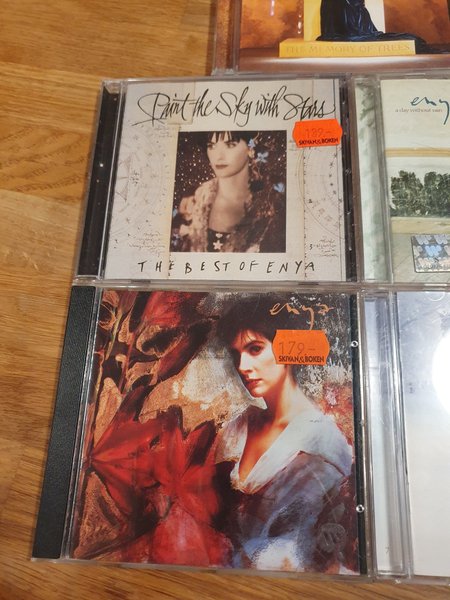 THE MEMORY OF TREES
Paint the Sky with Stars
179-
SKIVAN & BOKEN
THE BEST OF ENYA
enya
a day without rain
enya
179-
SKIVAN & BOKEN